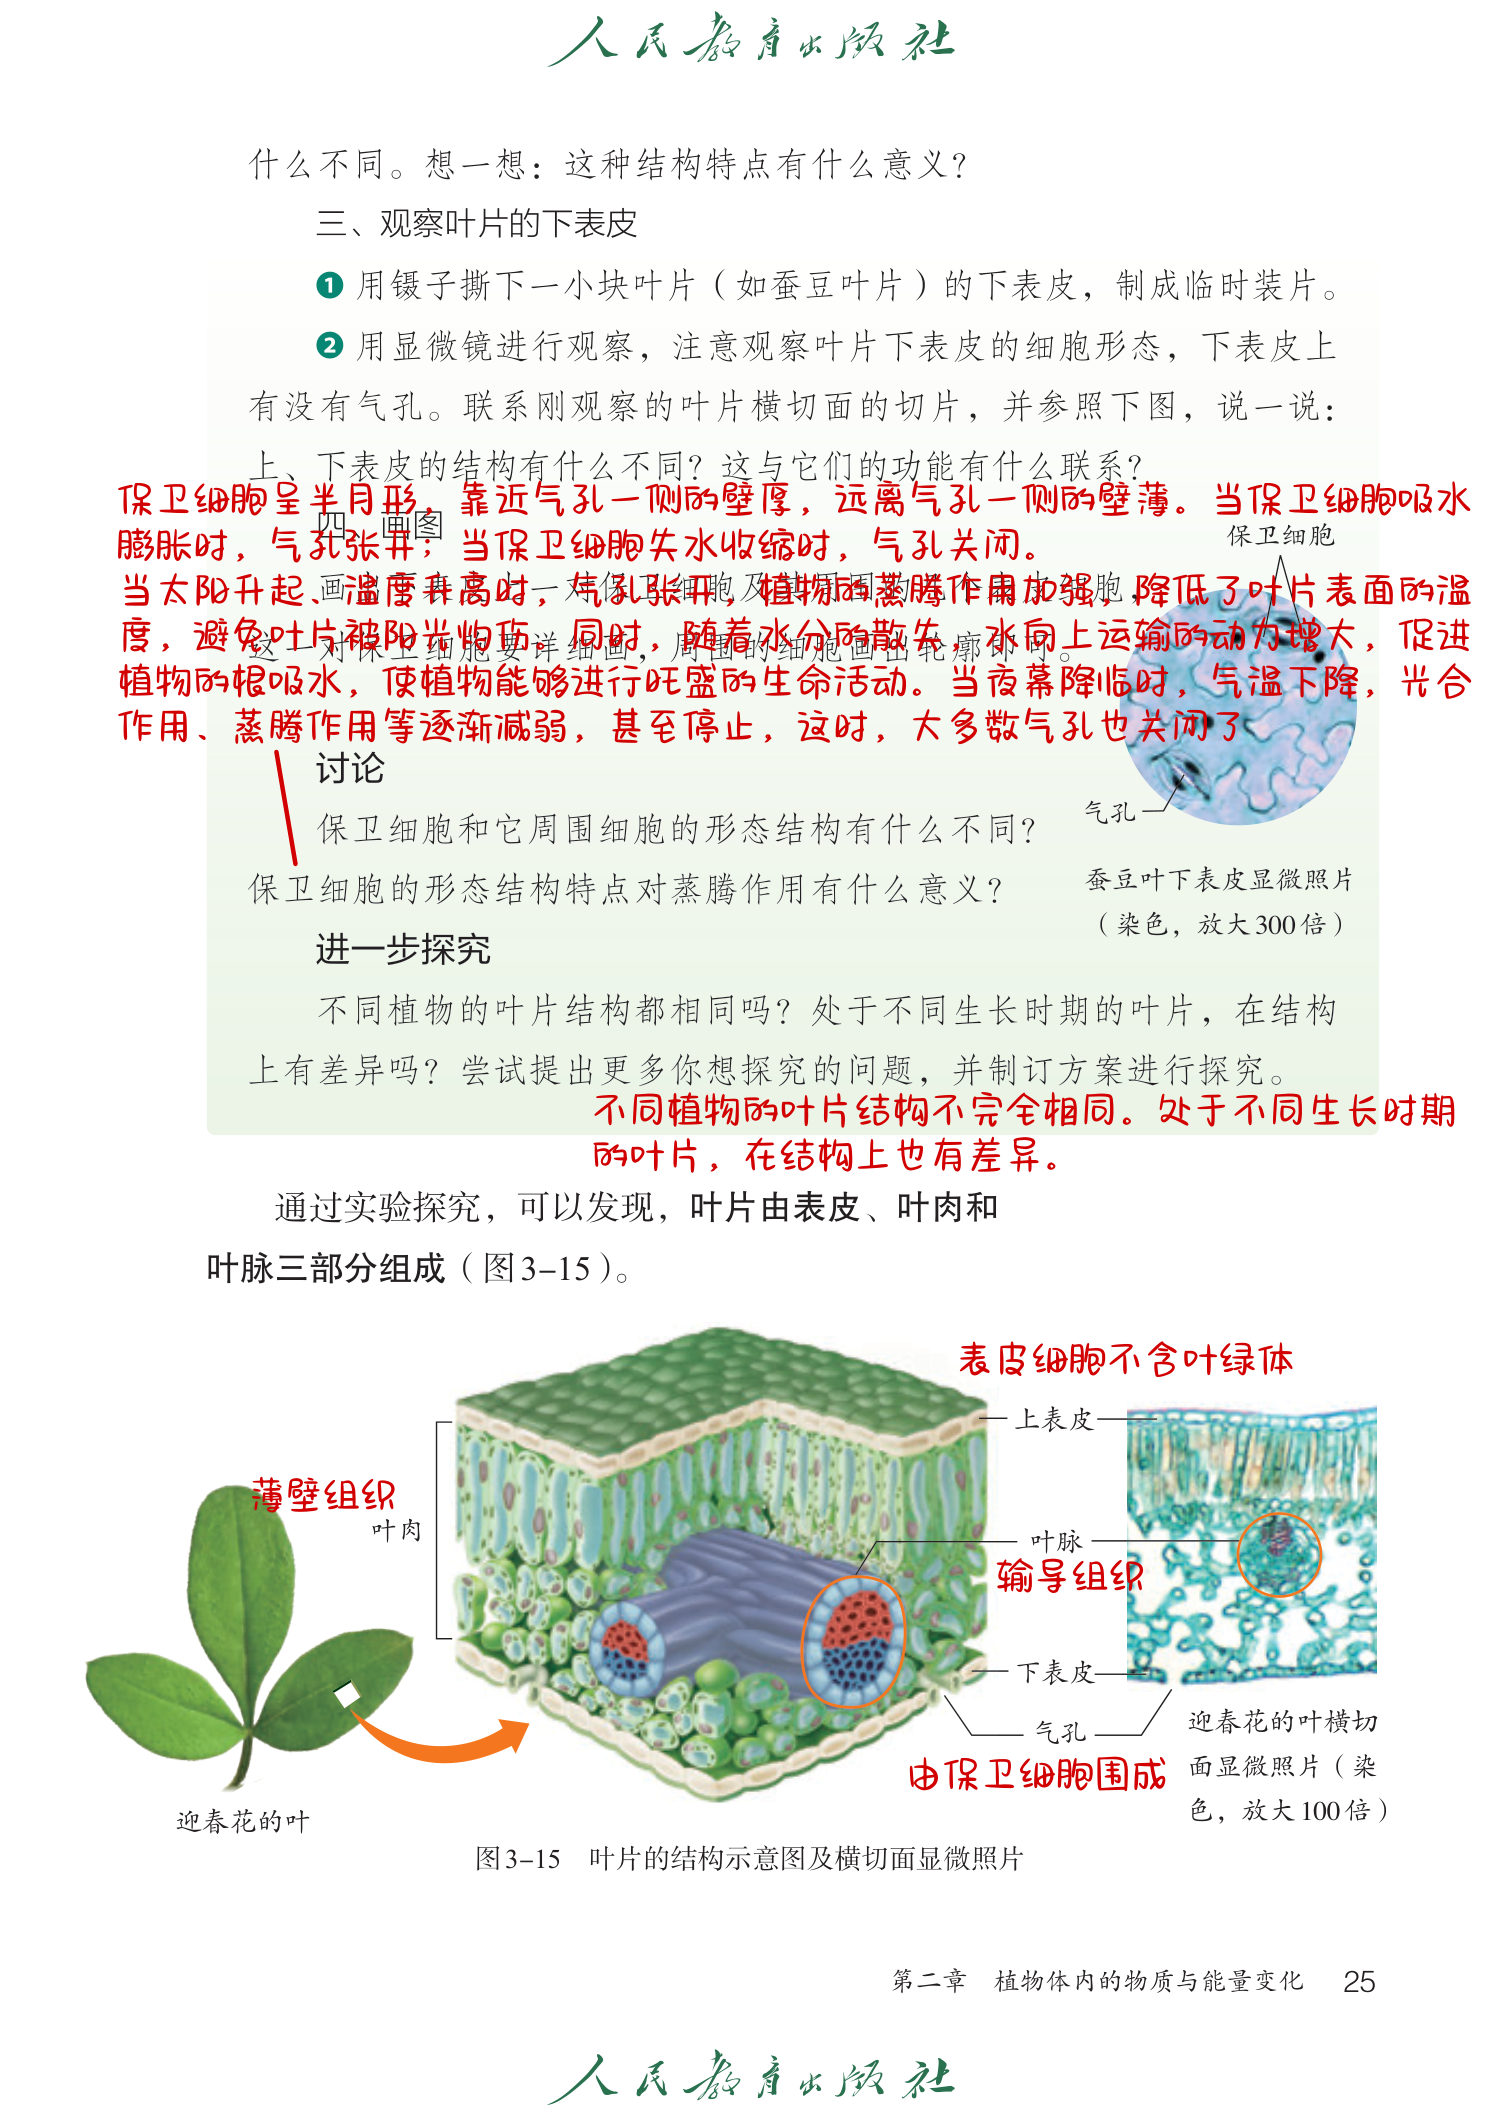 人民教育出版社
什么不同。想一想：这种结构特点有什么意义？
三、观察叶片的下表皮
❶ 用镊子撕下一小块叶片（如蚕豆叶片）的下表皮，制成临时装片。
❷ 用显微镜进行观察，注意观察叶片下表皮的细胞形态，下表皮上
有没有气孔。联系刚观察的叶片横切面的切片，并参照下图，说一说：
上、下表皮的结构有什么不同？这与它们的功能有什么联系？
保卫细胞呈半月形，靠近气孔一侧的壁厚，远离气孔一侧的壁薄。当保卫细胞吸水
四、画图
保卫细胞
膨胀时，气孔张开；当保卫细胞失水收缩时，气孔关闭。
当太阳升起、温度升高时，气孔张开，植物的蒸腾作用加强，降低了叶片表面的温
度，避免叶片被阳光灼伤。同时，随着水分的散失，水向上运输的动力增大，促进
这一对保卫细胞要详细画，周围的细胞画出轮廓即可。
植物的根吸水，使植物能够进行旺盛的生命活动。当夜幕降临时，气温下降，光合
作用、蒸腾作用等逐渐减弱，甚至停止，这时，大多数气孔也关闭了
讨论
保卫细胞和它周围细胞的形态结构有什么不同？
气孔
保卫细胞的形态结构特点对蒸腾作用有什么意义？
蚕豆叶下表皮显微照片
（染色，放大300倍）
进一步探究
不同植物的叶片结构都相同吗？处于不同生长时期的叶片，在结构
上有差异吗？尝试提出更多你想探究的问题，并制订方案进行探究。
不同植物的叶片结构不完全相同。处于不同生长时期
的叶片，在结构上也有差异。
通过实验探究，可以发现，叶片由表皮、叶肉和
叶脉三部分组成（图3-15）。
表皮细胞不含叶绿体
上表皮
薄壁组织
叶肉
叶脉
输导组织
下表皮
气孔
由保卫细胞围成
迎春花的叶横切
面显微照片（染
色，放大100倍）
迎春花的叶
图3-15 叶片的结构示意图及横切面显微照片
第二章 植物体内的物质与能量变化 25
人民教育出版社